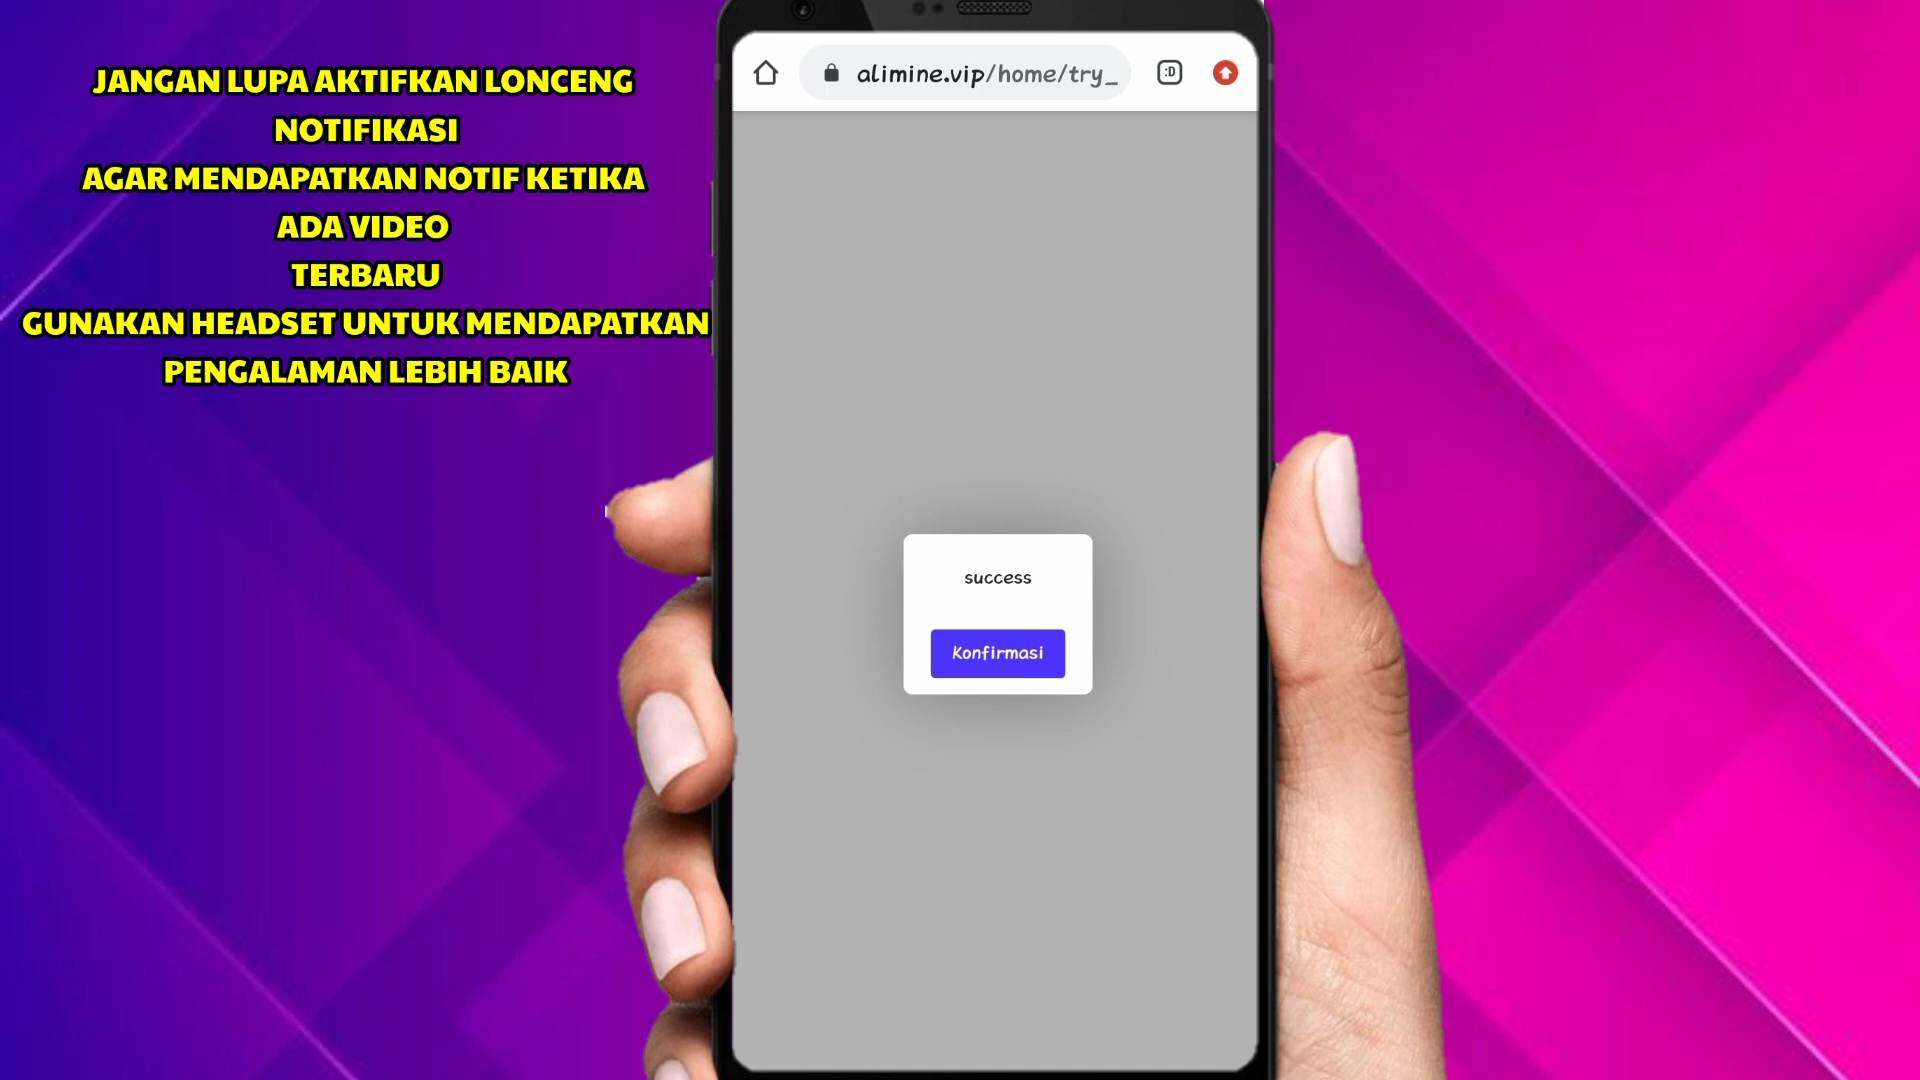 JANGAN LUPA AKTIFKAN LONCENG
NOTIFIKASI
AGAR MENDAPATKAN NOTIF KETIKA
ADA VIDEO
TERBARU
GUNAKAN HEADSET UNTUK MENDAPATKAN
PENGALAMAN LEBIH BAIK
alimine.vip/home/try_
:D
success
Konfirmasi